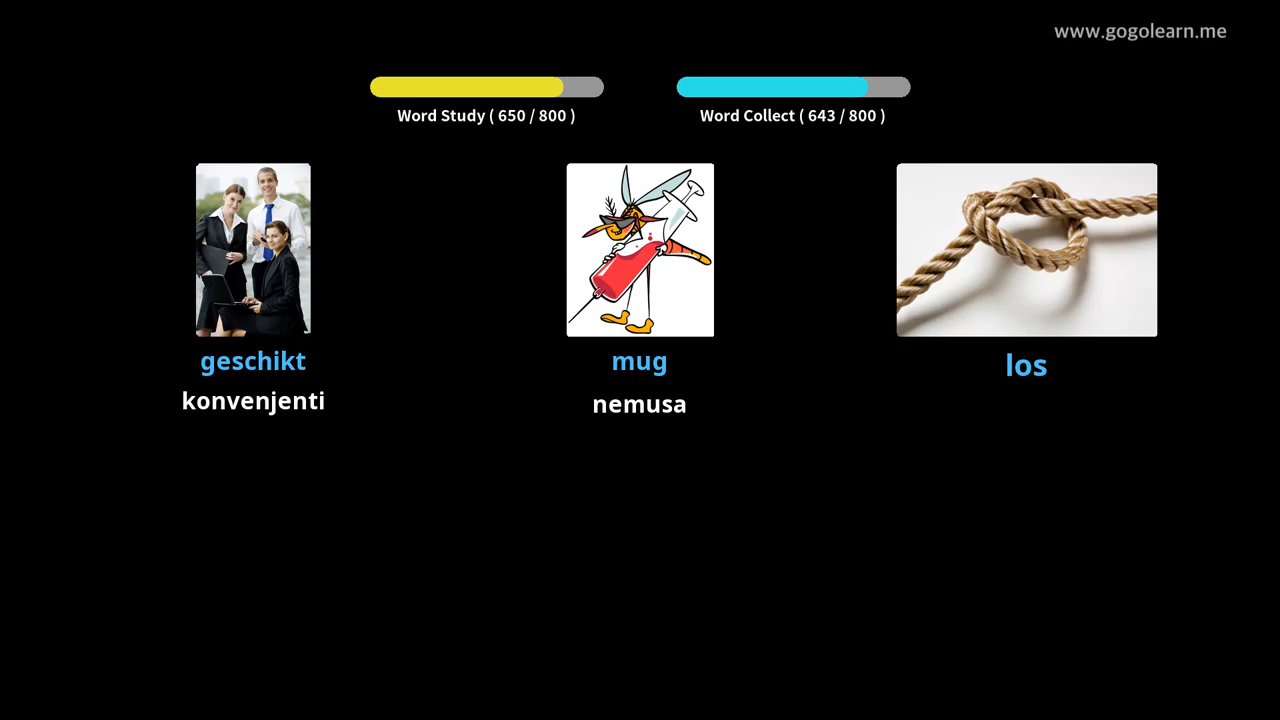 www.gogolearn.me
Word Study ( 650 / 800 )
Word Collect ( 643 / 800 )
geschikt
mug
los
konvenjenti
nemusa